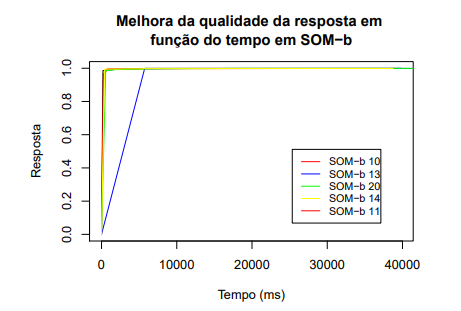 Melhora da qualidade da resposta em
função do tempo em SOM−b
Resposta
1.0
0.8
0.6
0.4
0.2
0.0
SOM−b 10
SOM−b 13
SOM−b 20
SOM−b 14
SOM−b 11
0 10000 20000 30000 40000
Tempo (ms)